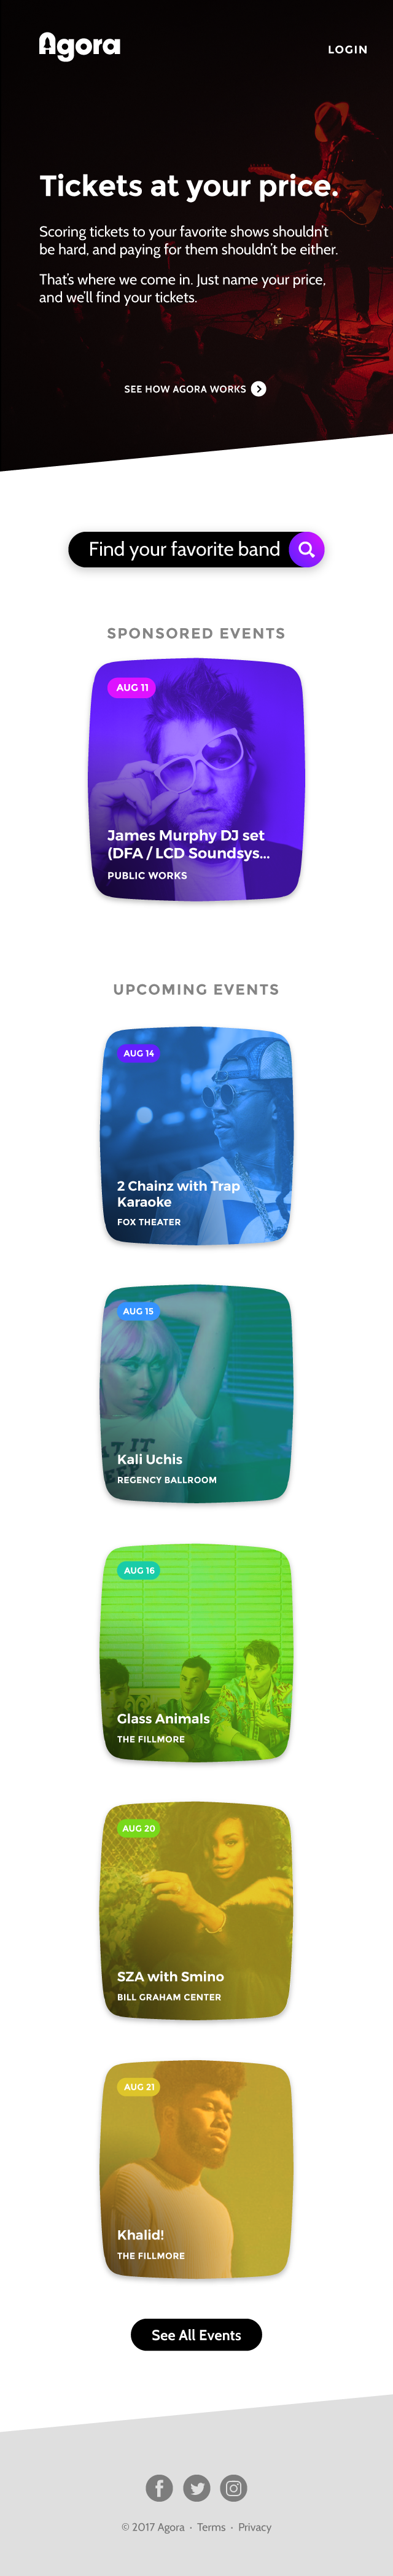 Agora
LOGIN
Tickets at your price.
Scoring tickets to your favorite shows shouldn't
be hard, and paying for them shouldn't be either.
That's where we come in. Just name your price,
and we'll find your tickets.
SEE HOW AGORA WORKS
Find your favorite band
SPONSORED EVENTS
AUG 11
James Murphy DJ set
(DFA / LCD Soundsys...
PUBLIC WORKS
UPCOMING EVENTS
AUG 14
2 Chainz with Trap
Karaoke
FOX THEATER
AUG 15
Kali Uchis
REGENCY BALLROOM
AUG 16
Glass Animals
THE FILLMORE
AUG 20
SZA with Smino
BILL GRAHAM CENTER
AUG 21
Khalid!
THE FILLMORE
See All Events
© 2017 Agora · Terms · Privacy